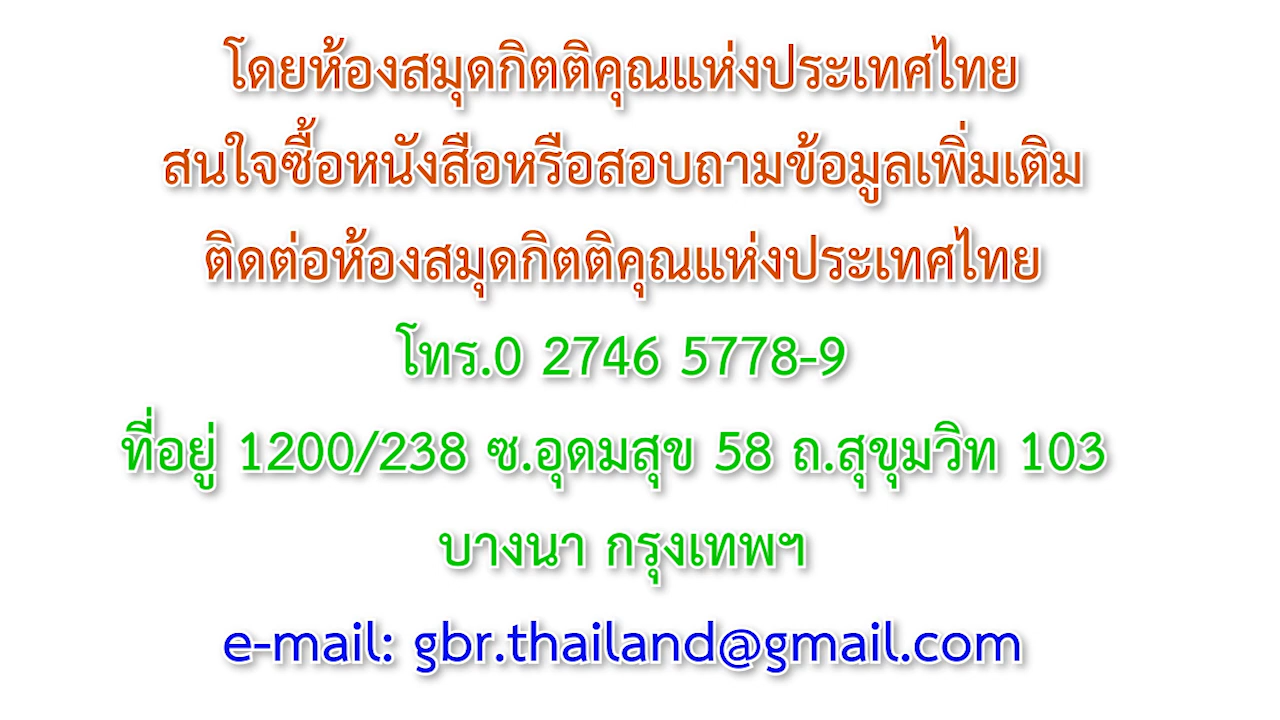 โดยห้องสมุดกิตติคุณแห่งประเทศไทย
สนใจซื้อหนังสือหรือสอบถามข้อมูลเพิ่มเติม
ติดต่อห้องสมุดกิตติคุณแห่งประเทศไทย
โทร.0 2746 5778-9
ที่อยู่ 1200/238 ซ.อุดมสุข 58 ถ.สุขุมวิท 103
บางนา กรุงเทพฯ
e-mail: gbr.thailand@gmail.com